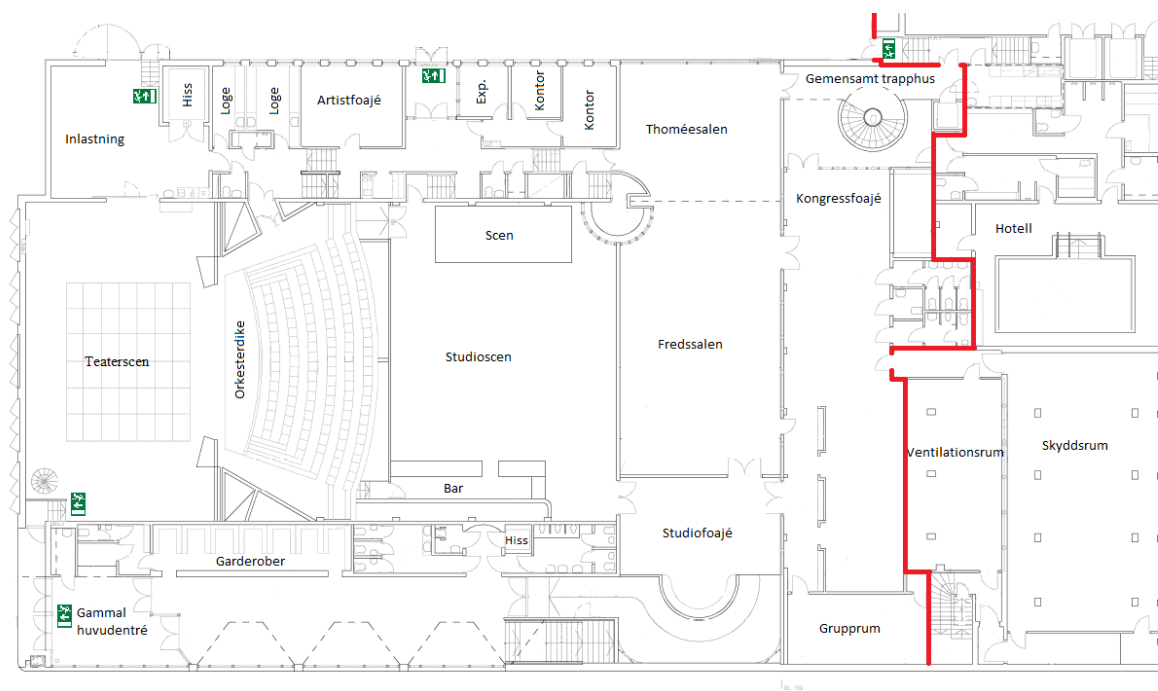 Gemensamt trapphus
Hiss
Loge
Loge
Artistfoajé
Exp.
Kontor
Kontor
Inlastning
Thoméesalen
Kongressfoajé
Hotell
Scen
Teaterscen
Orkesterdike
Studioscen
Fredssalen
Ventilationsrum
Skyddsrum
Bar
Studiofoajé
Hiss
Garderober
Gammal
huvudentré
Grupprum